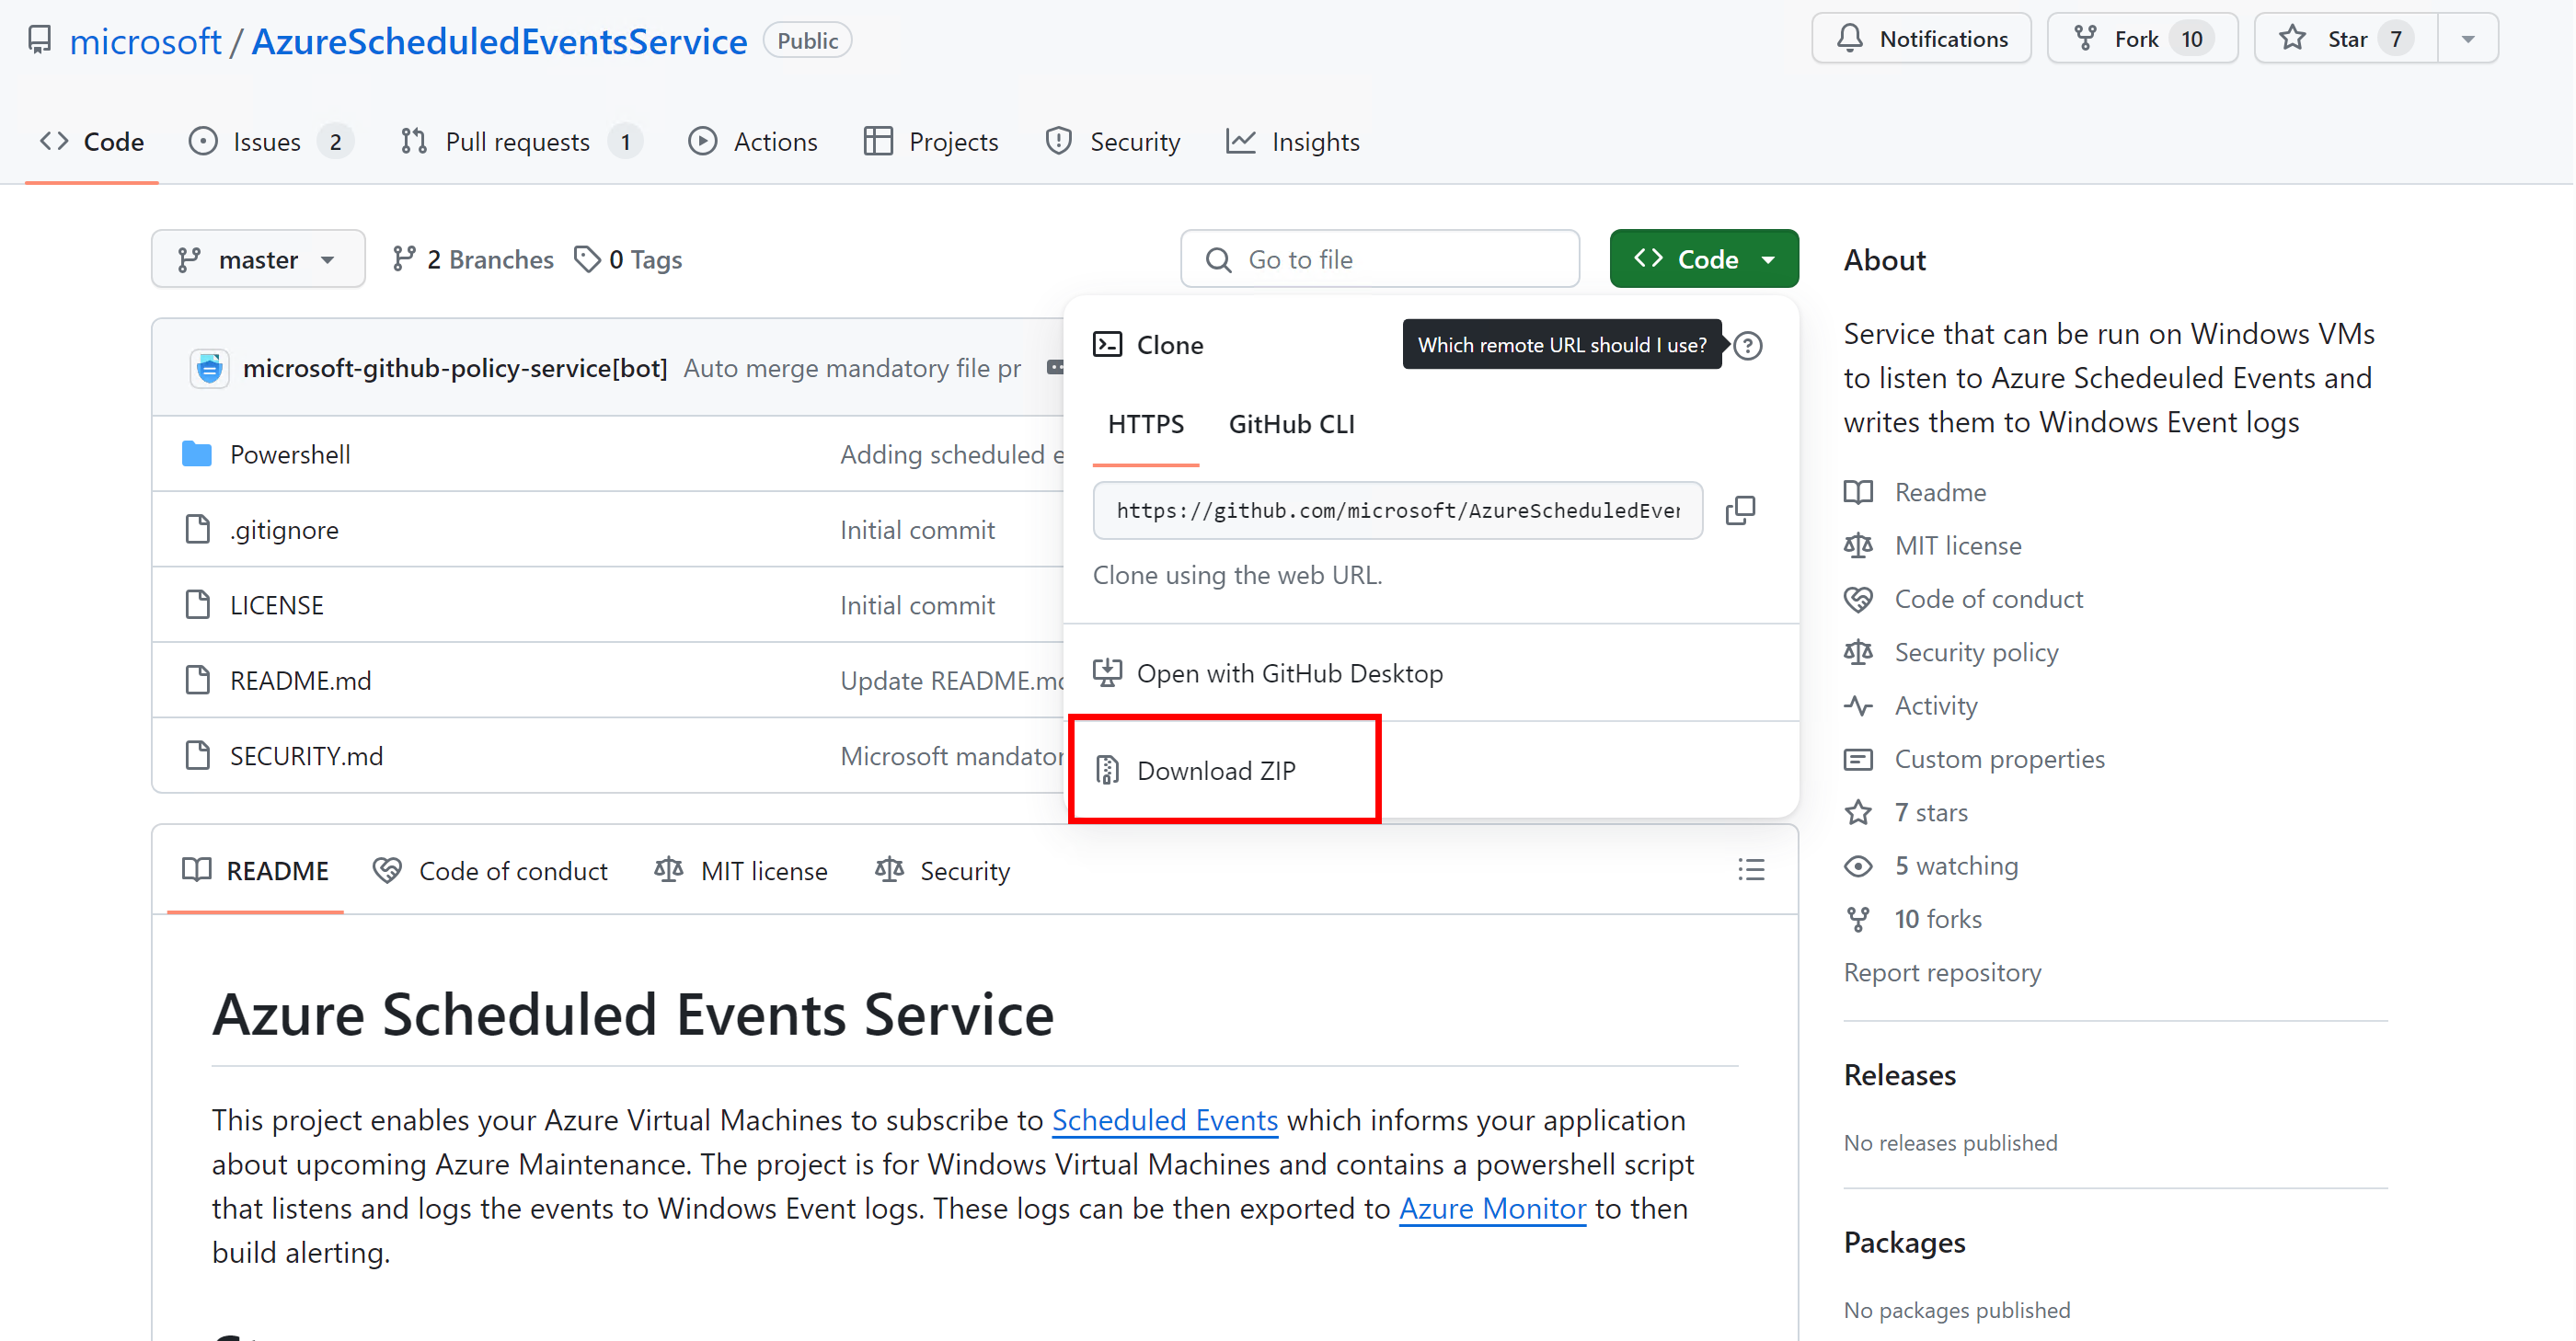 microsoft / AzureScheduledEventsService Public
Notifications Fork 10 Star 7
Code Issues 2 Pull requests 1 Actions Projects Security Insights
master 2 Branches 0 Tags Go to file Code
microsoft-github-policy-service[bot] Auto merge mandatory file pr
Powershell Adding scheduled e
.gitignore Initial commit
LICENSE Initial commit
README.md Update README.md
SECURITY.md Microsoft mandator
Clone Which remote URL should I use?
HTTPS GitHub CLI
https://github.com/microsoft/AzureScheduledEven
Clone using the web URL.
Open with GitHub Desktop
Download ZIP
README Code of conduct MIT license Security
Azure Scheduled Events Service
This project enables your Azure Virtual Machines to subscribe to Scheduled Events which informs your application
about upcoming Azure Maintenance. The project is for Windows Virtual Machines and contains a powershell script
that listens and logs the events to Windows Event logs. These logs can be then exported to Azure Monitor to then
build alerting.
About
Service that can be run on Windows VMs
to listen to Azure Schedeuled Events and
writes them to Windows Event logs
Readme
MIT license
Code of conduct
Security policy
Activity
Custom properties
7 stars
5 watching
10 forks
Report repository
Releases
No releases published
Packages
No packages published